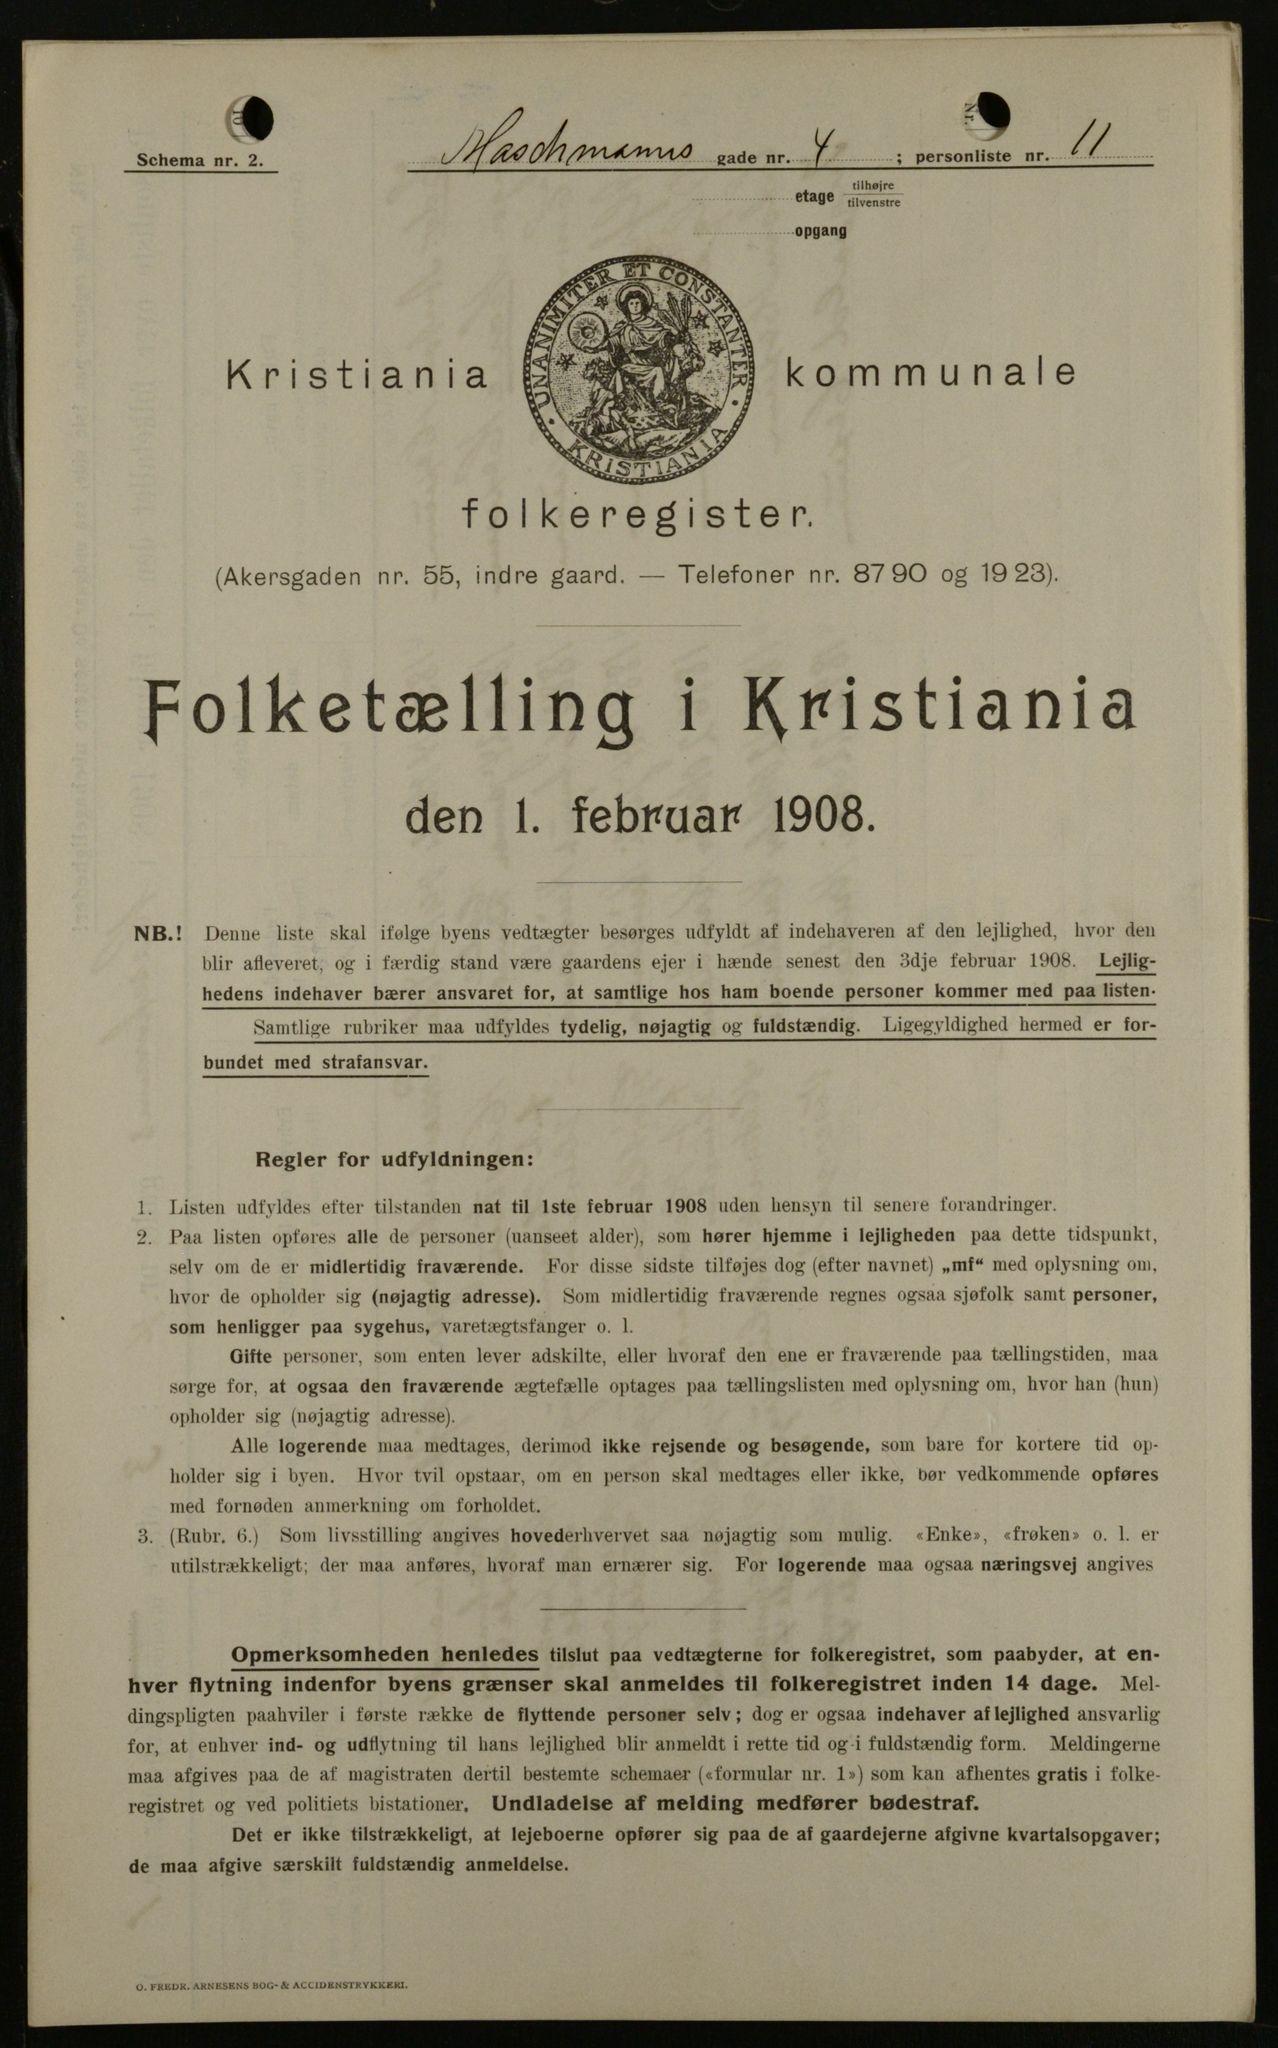 Schema nr. 2.
Maschmanns gade nr. 4 ; personliste nr. 11
etage tilhøjre
tilvenstre
opgang
UNANIMITER ET CONSTANTER
KRISTIANIA
Kristiania kommunale
folkeregister.
(Akersgaden nr. 55, indre gaard. — Telefoner nr. 87 90 og 19 23).
Folketælling i Kristiania
den 1. februar 1908.
NB.! Denne liste skal ifølge byens vedtægter besørges udfyldt af indehaveren af den lejlighed, hvor den
blir afleveret, og i færdig stand være gaardens ejer i hænde senest den 3dje februar 1908. Lejlig-
hedens indehaver bærer ansvaret for, at samtlige hos ham boende personer kommer med paa listen.
Samtlige rubriker maa udfyldes tydelig, nøjagtig og fuldstændig. Ligegyldighed hermed er for-
bundet med strafansvar.
Regler for udfyldningen:
1. Listen udfyldes efter tilstanden nat til 1ste februar 1908 uden hensyn til senere forandringer.
2. Paa listen opføres alle de personer (uanseet alder), som hører hjemme i lejligheden paa dette tidspunkt,
selv om de er midlertidig fraværende. For disse sidste tilføjes dog (efter navnet) „mf“ med oplysning om,
hvor de opholder sig (nøjagtig adresse). Som midlertidig fraværende regnes ogsaa sjøfolk samt personer,
som henligger paa sygehus, varetægtsfanger o. l.
Gifte personer, som enten lever adskilte, eller hvoraf den ene er fraværende paa tællingstiden, maa
sørge for, at ogsaa den fraværende ægtefælle optages paa tællingslisten med oplysning om, hvor han (hun)
opholder sig (nøjagtig adresse).
Alle logerende maa medtages, derimod ikke rejsende og besøgende, som bare for kortere tid op-
holder sig i byen. Hvor tvil opstaar, om en person skal medtages eller ikke, bør vedkommende opføres
med fornøden anmerkning om forholdet.
3. (Rubr. 6.) Som livsstilling angives hovederhvervet saa nøjagtig som mulig. «Enke», «frøken» o. l. er
utilstrækkeligt; der maa anføres, hvoraf man ernærer sig. For logerende maa ogsaa næringsvej angives
Opmerksomheden henledes tilslut paa vedtægterne for folkeregistret, som paabyder, at en-
hver flytning indenfor byens grænser skal anmeldes til folkeregistret inden 14 dage. Mel-
dingspligten paahviler i første række de flyttende personer selv; dog er ogsaa indehaver af lejlighed ansvarlig
for, at enhver ind- og udflytning til hans lejlighed blir anmeldt i rette tid og i fuldstændig form. Meldingerne
maa afgives paa de af magistraten dertil bestemte schemaer («formular nr. 1») som kan afhentes gratis i folke-
registret og ved politiets bistationer. Undladelse af melding medfører bødestraf.
Det er ikke tilstrækkeligt, at lejeboerne opfører sig paa de af gaardejerne afgivne kvartalsopgaver;
de maa afgive særskilt fuldstændig anmeldelse.
O. FREDR. ARNESENS BOG- & ACCIDENSTRYKKERI.